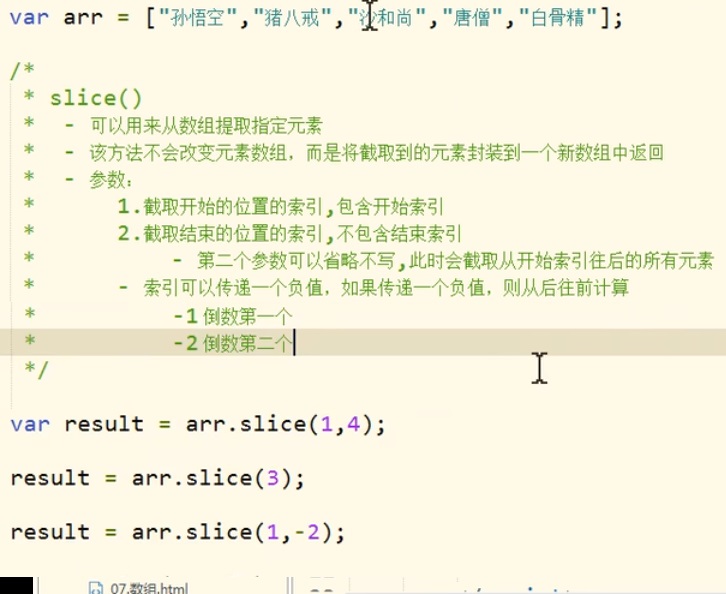 var arr = ["孙悟空","猪八戒","沙和尚","唐僧","白骨精"];
/*
* slice()
* - 可以用来从数组提取指定元素
* - 该方法不会改变元素数组，而是将截取到的元素封装到一个新数组中返回
* - 参数：
* 1.截取开始的位置的索引,包含开始索引
* 2.截取结束的位置的索引,不包含结束索引
* - 第二个参数可以省略不写,此时会截取从开始索引往后的所有元素
* - 索引可以传递一个负值，如果传递一个负值，则从后往前计算
* -1 倒数第一个
* -2 倒数第二个
*/
var result = arr.slice(1,4);
result = arr.slice(3);
result = arr.slice(1,-2);
07.数组.html